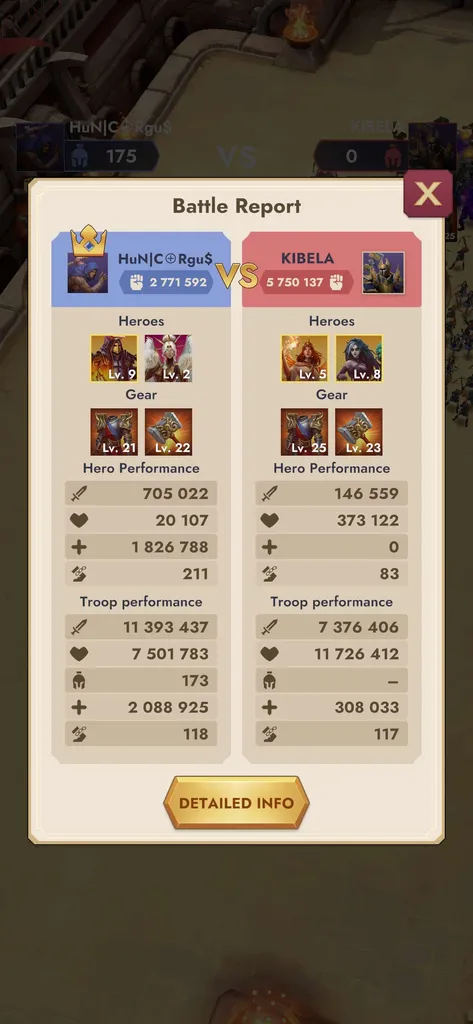 HuN|C⊕Rgu$
KIBELA
175
VS
0
Battle Report
X
HuN|C⊕Rgu$
2 771 592
VS
KIBELA
5 750 137
Heroes
Heroes
Lv. 9
Lv. 2
Lv. 5
Lv. 8
Gear
Gear
Lv. 21
Lv. 22
Lv. 25
Lv. 23
Hero Performance
Hero Performance
705 022
146 559
20 107
373 122
1 826 788
0
211
83
Troop performance
Troop performance
11 393 437
7 376 406
7 501 783
11 726 412
173
–
2 088 925
308 033
118
117
DETAILED INFO